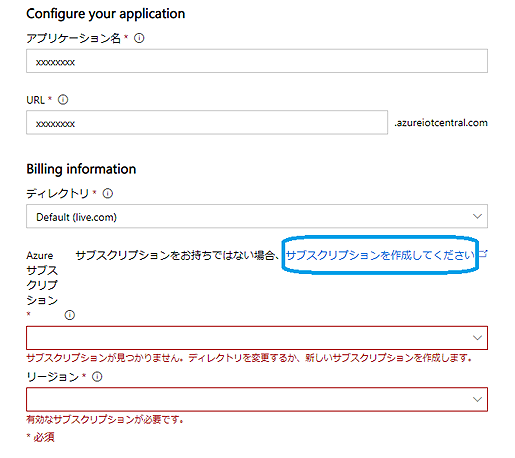 Configure your application
アプリケーション名 *
xxxxxxxx
URL *
xxxxxxxx .azureiotcentral.com
Billing information
ディレクトリ *
Default (live.com)
Azure サブスクリプションをお持ちではない場合、サブスクリプションを作成してください
サブス
クリプ
ション
*
サブスクリプションが見つかりません。ディレクトリを変更するか、新しいサブスクリプションを作成します。
リージョン *
有効なサブスクリプションが必要です。
* 必須